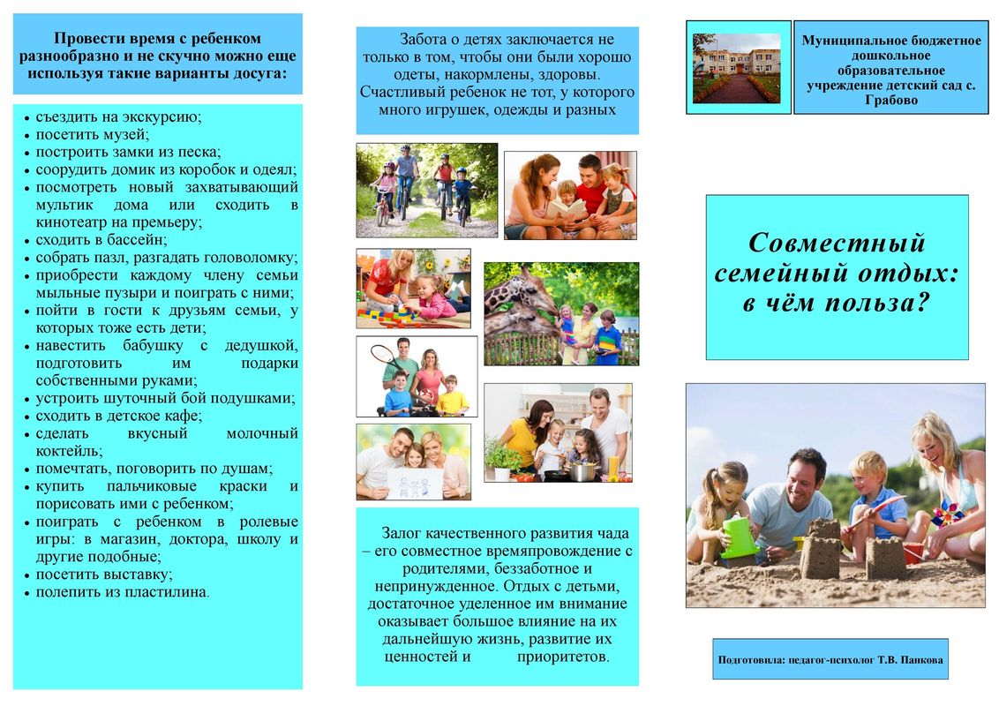 Провести время с ребенком
разнообразно и не скучно можно еще
используя такие варианты досуга:
• съездить на экскурсию;
• посетить музей;
• построить замки из песка;
• соорудить домик из коробок и одеял;
• посмотреть новый захватывающий
мультик дома или сходить в
кинотеатр на премьеру;
• сходить в бассейн;
• собрать пазл, разгадать головоломку;
• приобрести каждому члену семьи
мыльные пузыри и поиграть с ними;
• пойти в гости к друзьям семьи, у
которых тоже есть дети;
• навестить бабушку с дедушкой,
подготовить им подарки
собственными руками;
• устроить шуточный бой подушками;
• сходить в детское кафе;
• сделать вкусный молочный
коктейль;
• помечтать, поговорить по душам;
• купить пальчиковые краски и
порисовать ими с ребенком;
• поиграть с ребенком в ролевые
игры: в магазин, доктора, школу и
другие подобные;
• посетить выставку;
• полепить из пластилина.
Забота о детях заключается не
только в том, чтобы они были хорошо
одеты, накормлены, здоровы.
Счастливый ребенок не тот, у которого
много игрушек, одежды и разных
Залог качественного развития чада
– его совместное времяпровождение с
родителями, беззаботное и
непринужденное. Отдых с детьми,
достаточное уделенное им внимание
оказывает большое влияние на их
дальнейшую жизнь, развитие их
ценностей и приоритетов.
Муниципальное бюджетное
дошкольное
образовательное
учреждение детский сад с.
Грабово
Совместный
семейный отдых:
в чём польза?
Подготовила: педагог-психолог Т.В. Панкова